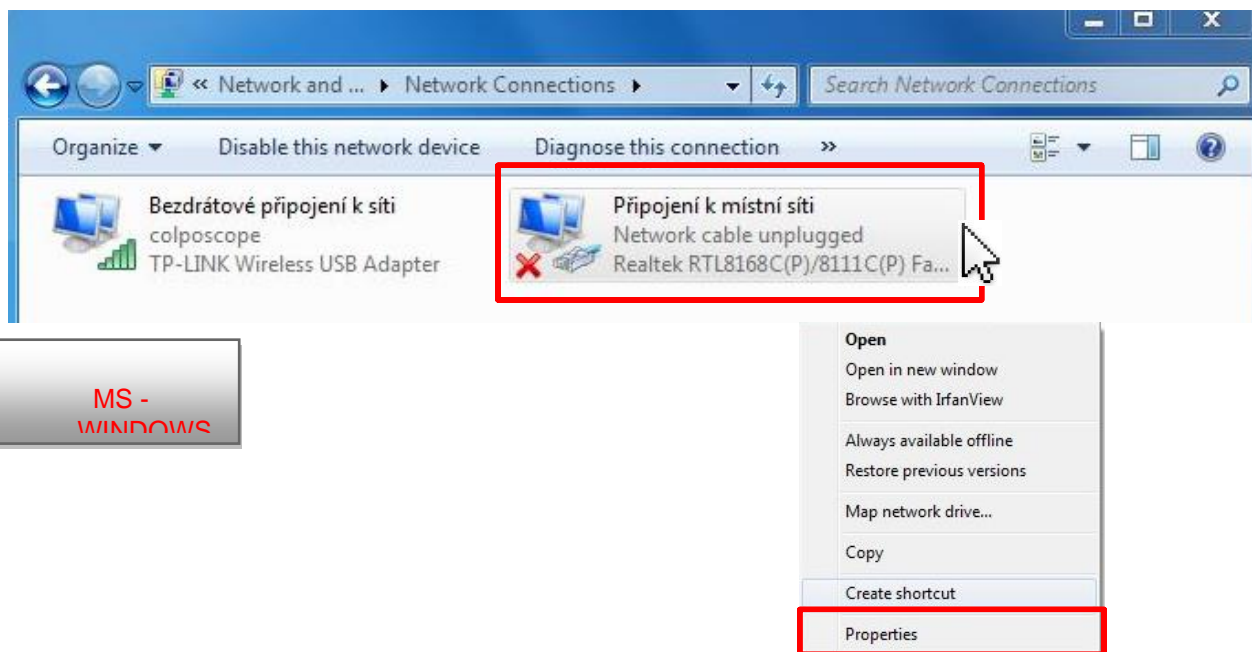 « Network and ... Network Connections Search Network Connections
Organize Disable this network device Diagnose this connection »
Bezdrátové připojení k síti
colposcope
TP-LINK Wireless USB Adapter
Připojení k místní síti
Network cable unplugged
Realtek RTL8168C(P)/8111C(P) Fa...
MS -
WINDOWS
Open
Open in new window
Browse with IrfanView
Always available offline
Restore previous versions
Map network drive...
Copy
Create shortcut
Properties